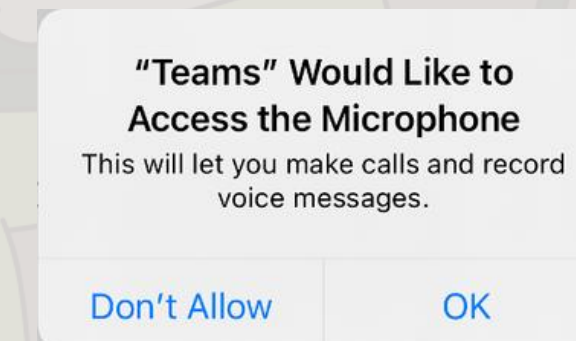 “Teams” Would Like to
Access the Microphone
This will let you make calls and record
voice messages.
Don’t Allow
OK